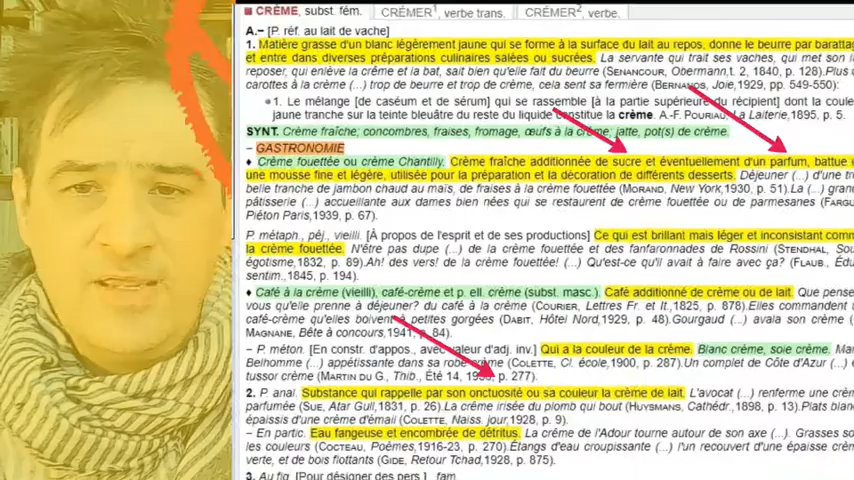 CRÈME, subst. fém. CRÉMER1, verbe trans. CRÉMER2, verbe.
A.− [P. réf. au lait de vache]
1. Matière grasse d'un blanc légèrement jaune qui se forme à la surface du lait au repos, donne le beurre par barattag
et entre dans diverses préparations culinaires salées ou sucrées. La servante qui trait ses vaches, qui met son la
reposer, qui enlève la crème et la bat, sait bien qu'elle fait du beurre (SENANCOUR, Obermann,t. 2, 1840, p. 128).Plus d
carottes à la crème (...) trop de beurre et trop de crème, cela sent sa fermière (BERNANOS, Joie,1929, pp. 549-550):
1. Le mélange [de caséum et de sérum] qui se rassemble [à la partie supérieure du récipient] dont la coule
jaune tranche sur la teinte bleuâtre du reste du liquide constitue la crème. A.-F. POURIAU, La Laiterie,1895, p. 5.
SYNT. Crème fraîche; concombres, fraises, fromage, œufs à la crème; jatte, pot(s) de crème.
− GASTRONOMIE
♦ Crème fouettée ou crème Chantilly. Crème fraîche additionnée de sucre et éventuellement d'un parfum, battue e
une mousse fine et légère, utilisée pour la préparation et la décoration de différents desserts. Déjeuner (...) d'une tr
belle tranche de jambon chaud au maïs, de fraises à la crème fouettée (MORAND, New York,1930, p. 51).La (...) grand
pâtisserie (...) accueillante aux dames bien nées qui se restaurent de crème fouettée ou de parmesanes (FARGU
Piéton Paris,1939, p. 67).
P. métaph., péj., vieilli. [À propos de l'esprit et de ses productions] Ce qui est brillant mais léger et inconsistant comm
la crème fouettée. N'être pas dupe (...) de la crème fouettée et des fanfaronnades de Rossini (STENDHAL, Sou
égotisme,1832, p. 89).Ah! des vers! de la crème fouettée! (...) Qu'est-ce qu'il avait à faire avec ça? (FLAUB., Édu
sentim.,1845, p. 194).
♦ Café à la crème (vieilli), café-crème et p. ell. crème (subst. masc.). Café additionné de crème ou de lait. Que pense
vous qu'elle prenne à déjeuner? du café à la crème (COURIER, Lettres Fr. et It.,1825, p. 878).Elles commandent u
café-crème qu'elles boivent à petites gorgées (DABIT, Hôtel Nord,1929, p. 48).Gourgaud (...) avala son crème (
MAGNANE, Bête à concours,1941, p. 84).
− P. méton. [En constr. d'appos., avec valeur d'adj. inv.] Qui a la couleur de la crème. Blanc crème, soie crème. M
Belhomme (...) appétissante dans sa robe crème (COLETTE, Cl. école,1900, p. 287).Un complet de Côte d'Azur (...) e
tussor crème (MARTIN DU G., Thib., Été 14, p. 277).
2. P. anal. Substance qui rappelle par son onctuosité ou sa couleur la crème de lait. L'avocat (...) renferme une crèm
parfumée (SUE, Atar Gull,1831, p. 26).La crème irisée du plomb qui bout (HUYSMANS, Cathédr.,1898, p. 13).Plats blanc
épaissis d'une crème d'émail (COLETTE, Naiss. jour,1928, p. 9).
− En partic. Eau fangeuse et encombrée de détritus. La crème de l'Adour tourne autour de son axe (...). Grasses so
les couleurs (COCTEAU, Poèmes,1916-23, p. 270).Étangs d'eau croupissante (...) l'un recouvert d'une épaisse crèm
verte, et de bois flottants (GIDE, Retour Tchad,1928, p. 875).
3. Au fig. [Pour désigner des pers.], fam.